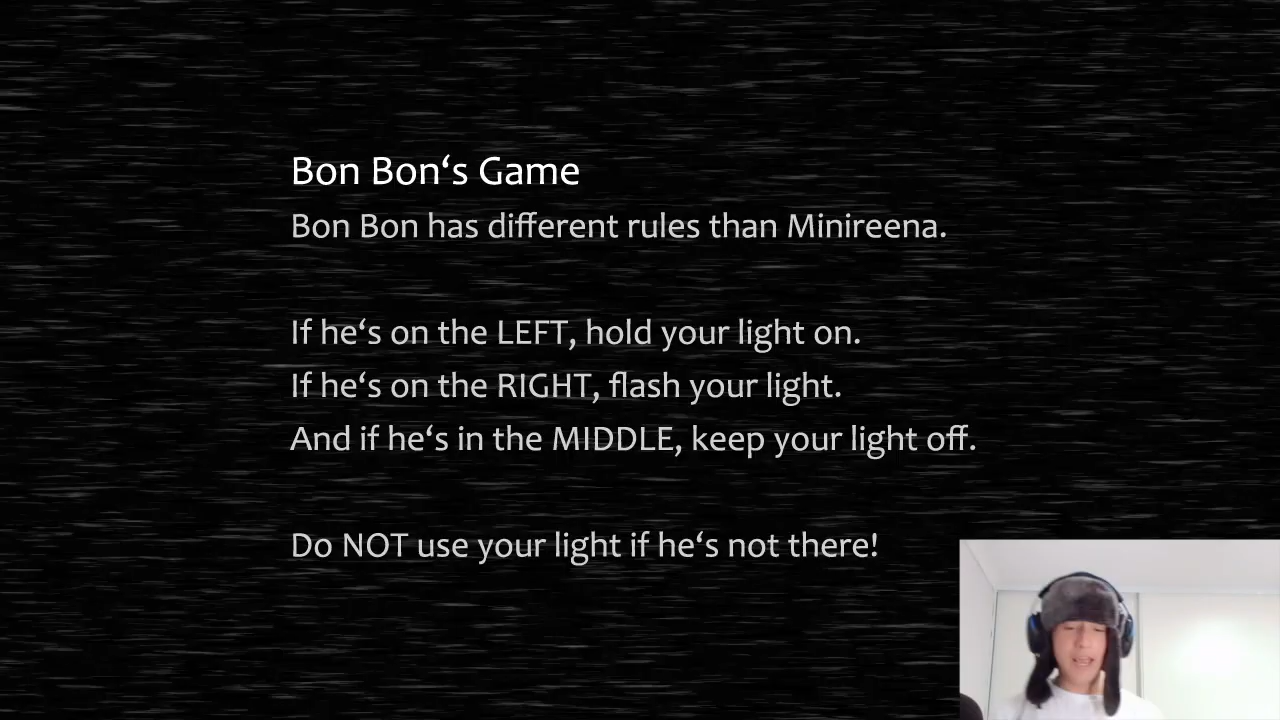 Bon Bon‘s Game
Bon Bon has different rules than Minireena.
If he‘s on the LEFT, hold your light on.
If he‘s on the RIGHT, flash your light.
And if he‘s in the MIDDLE, keep your light off.
Do NOT use your light if he‘s not there!